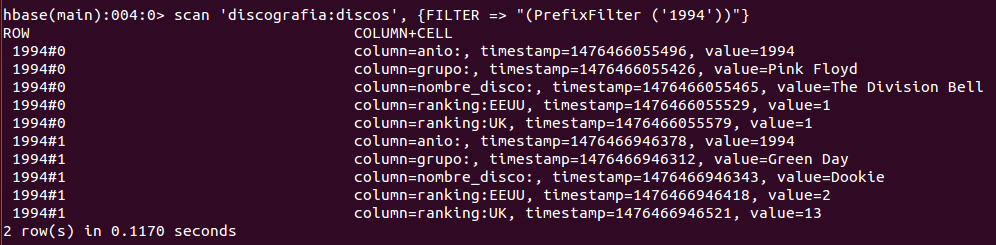 hbase(main):004:0> scan 'discografia:discos', {FILTER => "(PrefixFilter ('1994'))"}
ROW COLUMN+CELL
1994#0 column=anio:, timestamp=1476466055496, value=1994
1994#0 column=grupo:, timestamp=1476466055426, value=Pink Floyd
1994#0 column=nombre_disco:, timestamp=1476466055465, value=The Division Bell
1994#0 column=ranking:EEUU, timestamp=1476466055529, value=1
1994#0 column=ranking:UK, timestamp=1476466055579, value=1
1994#1 column=anio:, timestamp=1476466946378, value=1994
1994#1 column=grupo:, timestamp=1476466946312, value=Green Day
1994#1 column=nombre_disco:, timestamp=1476466946343, value=Dookie
1994#1 column=ranking:EEUU, timestamp=1476466946418, value=2
1994#1 column=ranking:UK, timestamp=1476466946521, value=13
2 row(s) in 0.1170 seconds